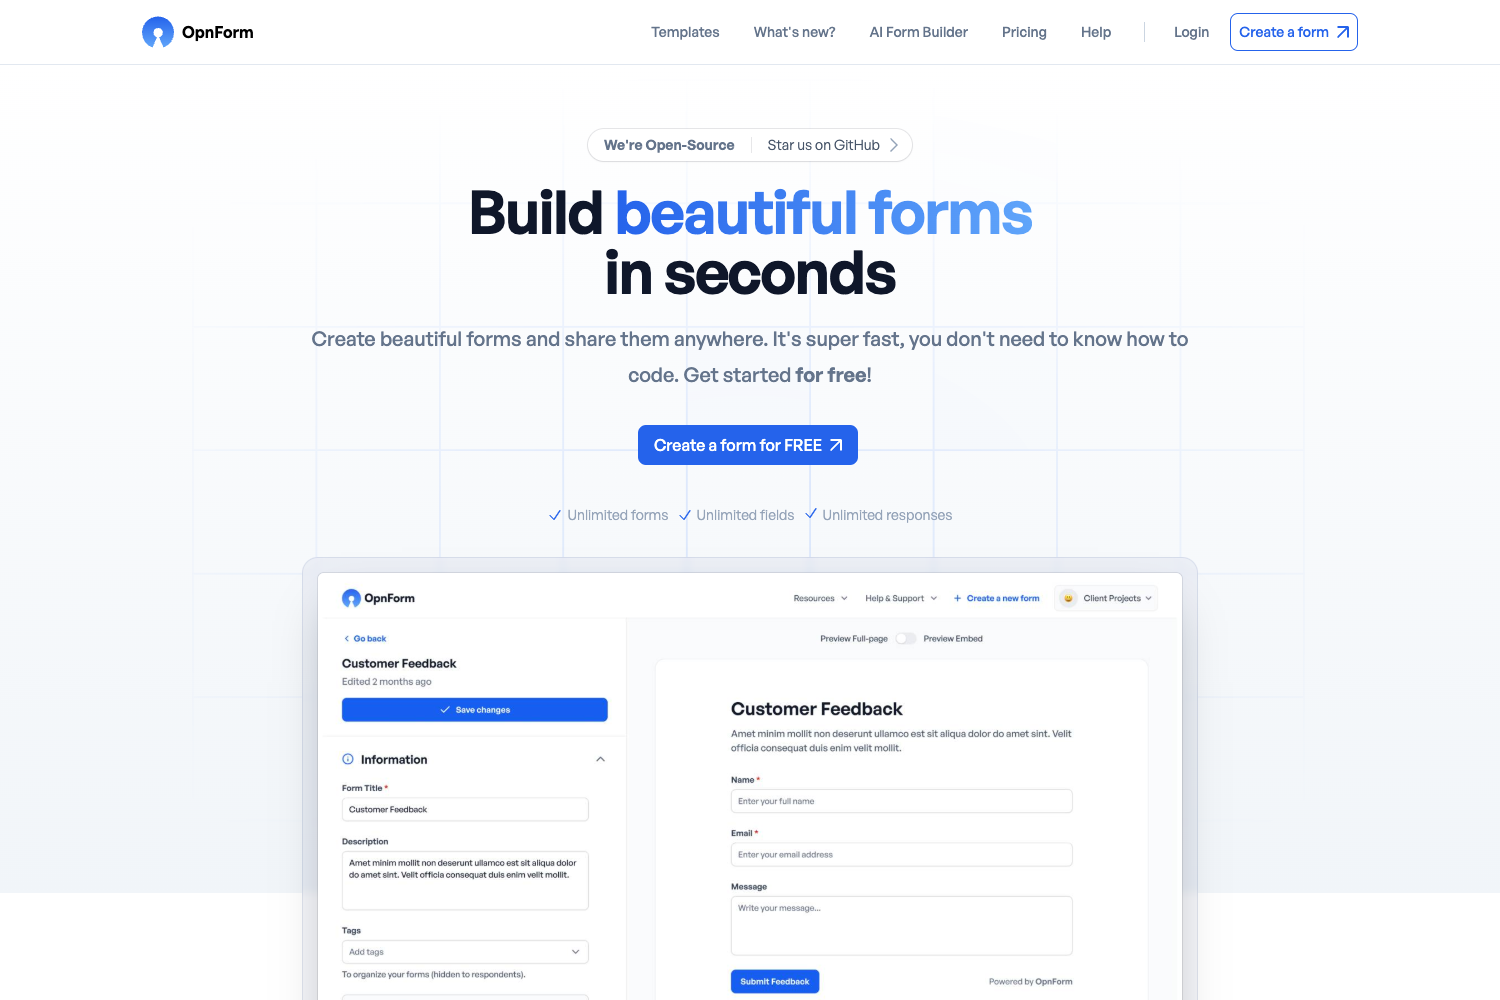 OpnForm
Templates
What's new?
AI Form Builder
Pricing
Help
Login
Create a form
We're Open-Source
Star us on GitHub
Build beautiful forms
in seconds
Create beautiful forms and share them anywhere. It's super fast, you don't need to know how to
code. Get started for free!
Create a form for FREE
Unlimited forms
Unlimited fields
Unlimited responses
OpnForm
Resources
Help & Support
+ Create a new form
Client Projects
Go back
Customer Feedback
Edited 2 months ago
Save changes
Information
Form Title *
Customer Feedback
Description
Amet minim mollit non deserunt ullamco est sit aliqua dolor
do amet sint. Velit officia consequat duis enim velit mollit.
Tags
Add tags
To organize your forms (hidden to respondents).
Preview Full-page
Preview Embed
Customer Feedback
Amet minim mollit non deserunt ullamco est sit aliqua dolor do amet sint. Velit
officia consequat duis enim velit mollit.
Name *
Enter your full name
Email *
Enter your email address
Message
Write your message...
Submit Feedback
Powered by OpnForm